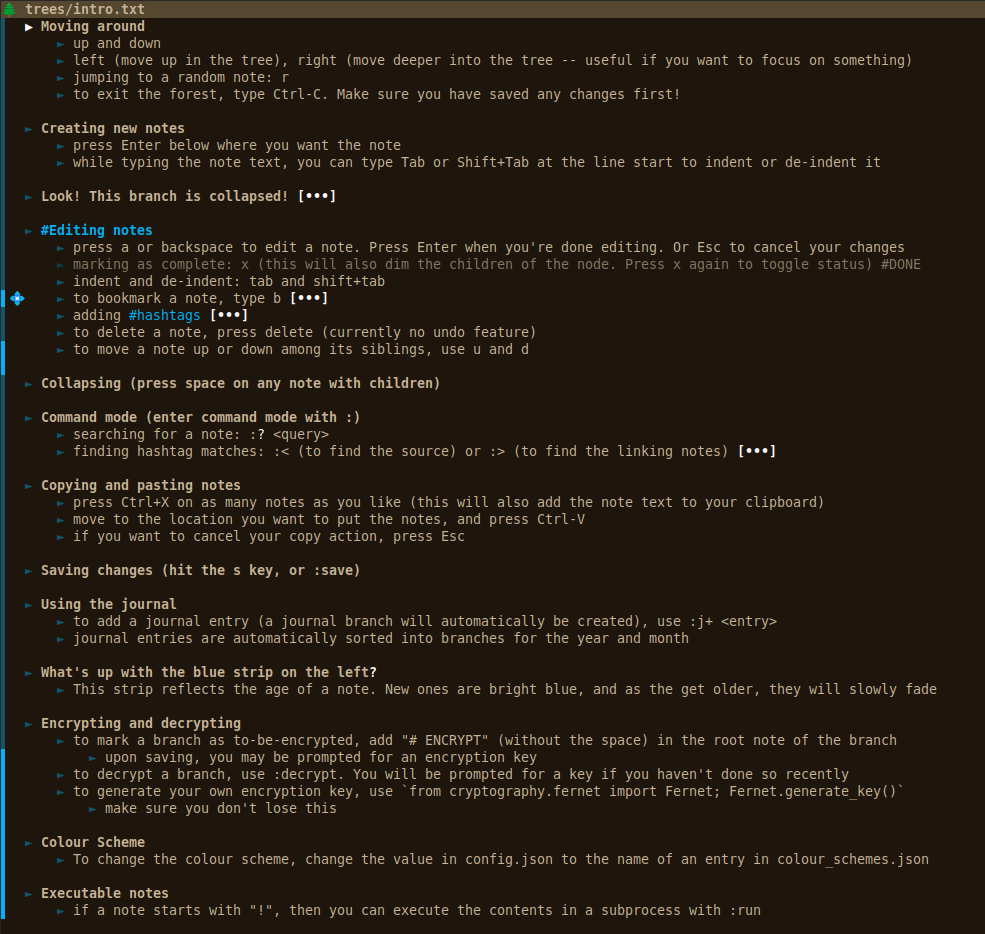 trees/intro.txt
► Moving around
► up and down
► left (move up in the tree), right (move deeper into the tree -- useful if you want to focus on something)
► jumping to a random note: r
► to exit the forest, type Ctrl-C. Make sure you have saved any changes first!
► Creating new notes
► press Enter below where you want the note
► while typing the note text, you can type Tab or Shift+Tab at the line start to indent or de-indent it
► Look! This branch is collapsed! [•••]
► #Editing notes
► press a or backspace to edit a note. Press Enter when you're done editing. Or Esc to cancel your changes
► marking as complete: x (this will also dim the children of the node. Press x again to toggle status) #DONE
► indent and de-indent: tab and shift+tab
► to bookmark a note, type b [•••]
► adding #hashtags [•••]
► to delete a note, press delete (currently no undo feature)
► to move a note up or down among its siblings, use u and d
► Collapsing (press space on any note with children)
► Command mode (enter command mode with :)
► searching for a note: :? <query>
► finding hashtag matches: :< (to find the source) or :> (to find the linking notes) [•••]
► Copying and pasting notes
► press Ctrl+X on as many notes as you like (this will also add the note text to your clipboard)
► move to the location you want to put the notes, and press Ctrl-V
► if you want to cancel your copy action, press Esc
► Saving changes (hit the s key, or :save)
► Using the journal
► to add a journal entry (a journal branch will automatically be created), use :j+ <entry>
► journal entries are automatically sorted into branches for the year and month
► What's up with the blue strip on the left?
► This strip reflects the age of a note. New ones are bright blue, and as the get older, they will slowly fade
► Encrypting and decrypting
► to mark a branch as to-be-encrypted, add "# ENCRYPT" (without the space) in the root note of the branch
► upon saving, you may be prompted for an encryption key
► to decrypt a branch, use :decrypt. You will be prompted for a key if you haven't done so recently
► to generate your own encryption key, use `from cryptography.fernet import Fernet; Fernet.generate_key()`
► make sure you don't lose this
► Colour Scheme
► To change the colour scheme, change the value in config.json to the name of an entry in colour_schemes.json
► Executable notes
► if a note starts with "!", then you can execute the contents in a subprocess with :run